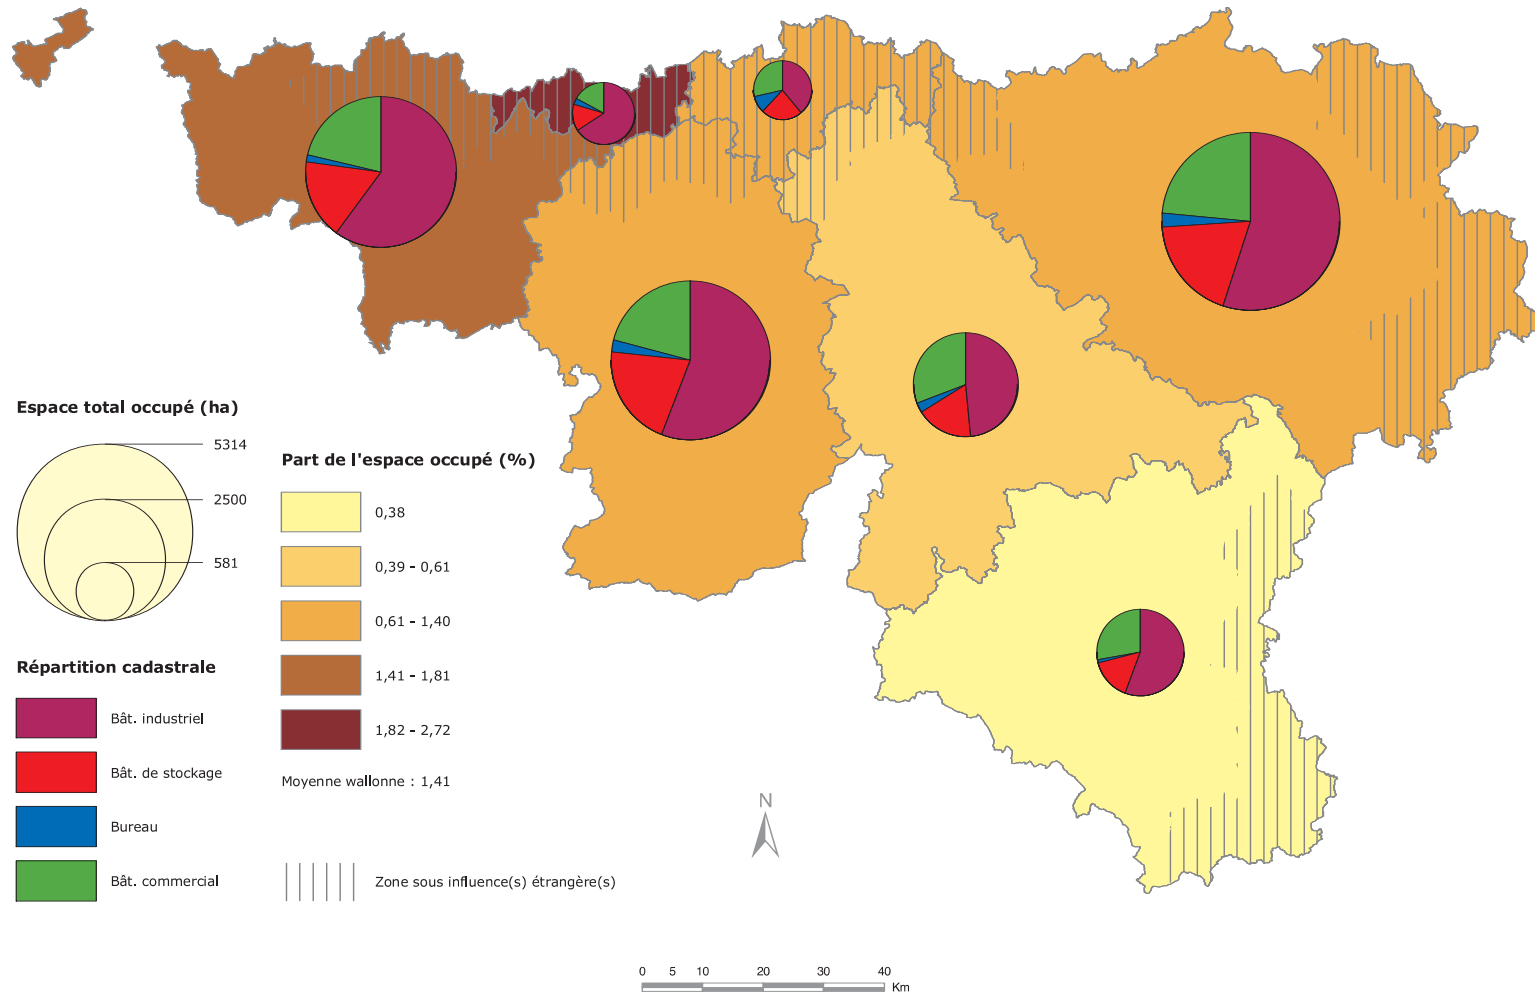 Espace total occupé (ha)
5314
2500
581
Part de l'espace occupé (%)
0,38
0,39 - 0,61
0,61 - 1,40
1,41 - 1,81
1,82 - 2,72
Moyenne wallonne : 1,41
Répartition cadastrale
Bât. industriel
Bât. de stockage
Bureau
Bât. commercial
Zone sous influence(s) étrangère(s)
N
0 5 10 20 30 40
Km